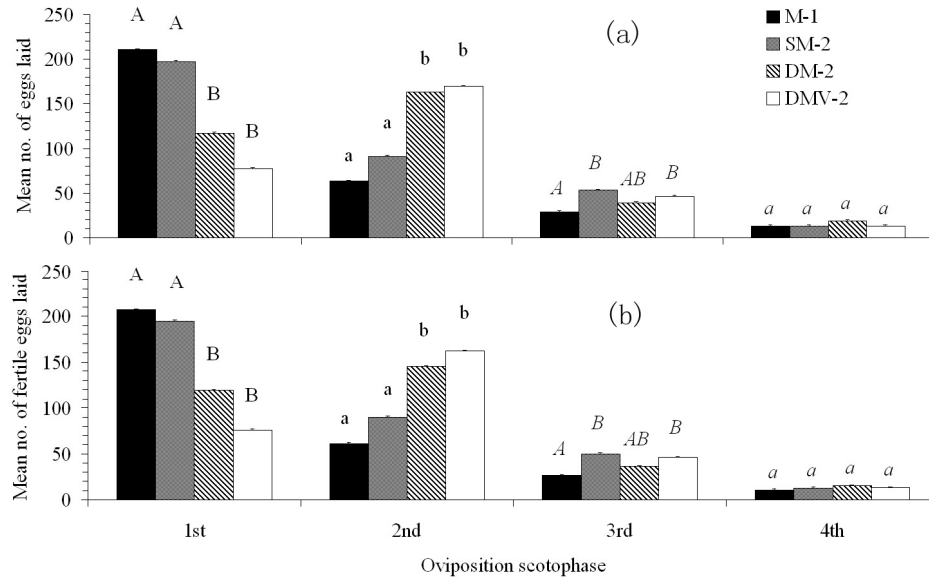 Mean no. of eggs laid
250
200
150
100
50
0
(a)
M-1
SM-2
DM-2
DMV-2
A A B B
a a b b
A B AB B
a a a a
Mean no. of fertile eggs laid
250
200
150
100
50
0
(b)
A A B B
a a b b
A B AB B
a a a a
1st 2nd 3rd 4th
Oviposition scotophase